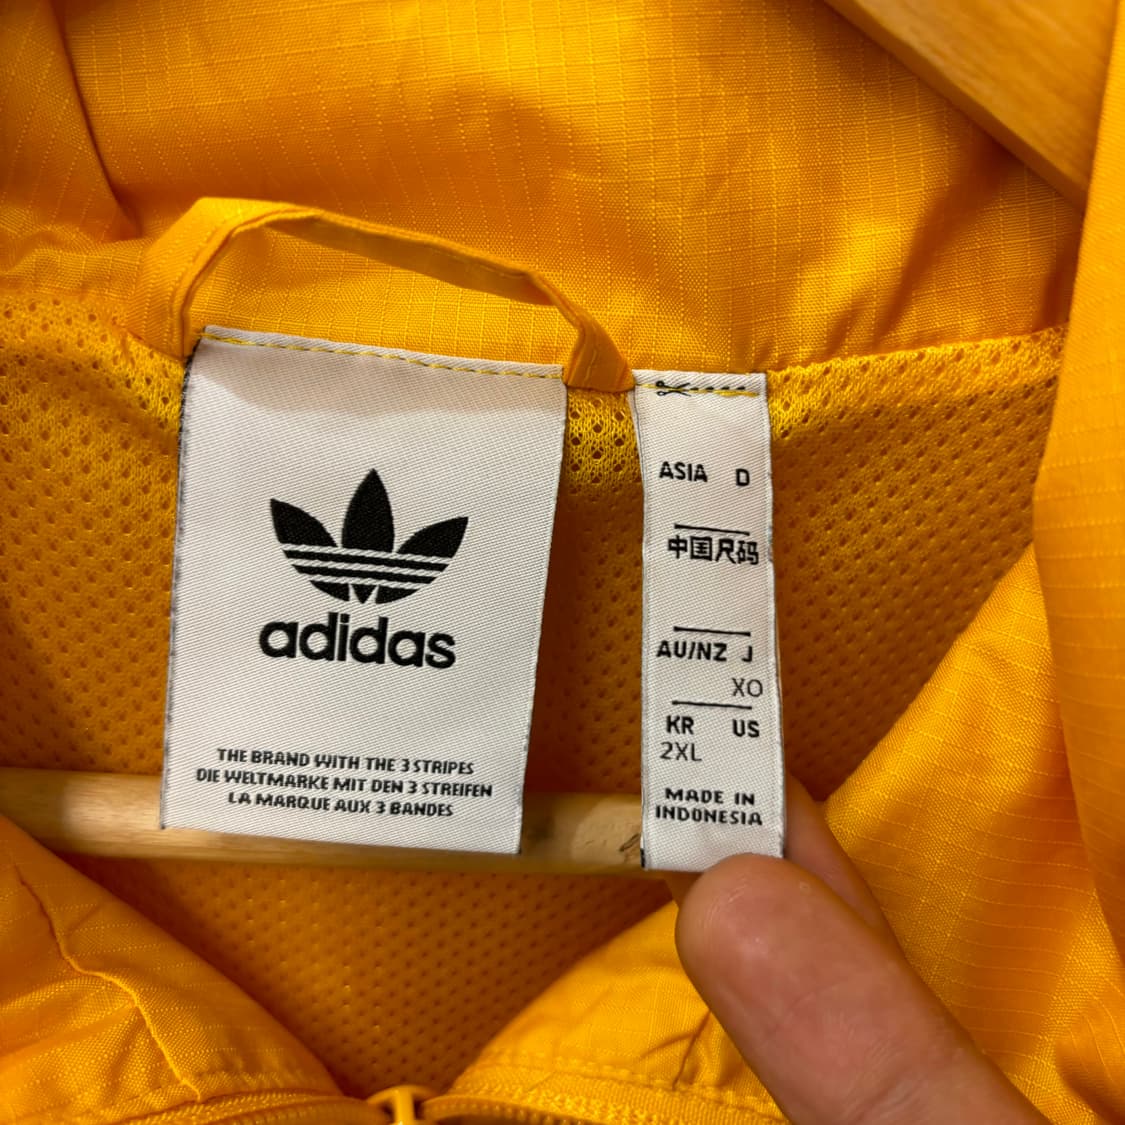 adidas
THE BRAND WITH THE 3 STRIPES
DIE WELTMARKE MIT DEN 3 STREIFEN
LA MARQUE AUX 3 BANDES
ASIA D
中国尺码
AU/NZ J
XO
KR US
2XL
MADE IN
INDONESIA